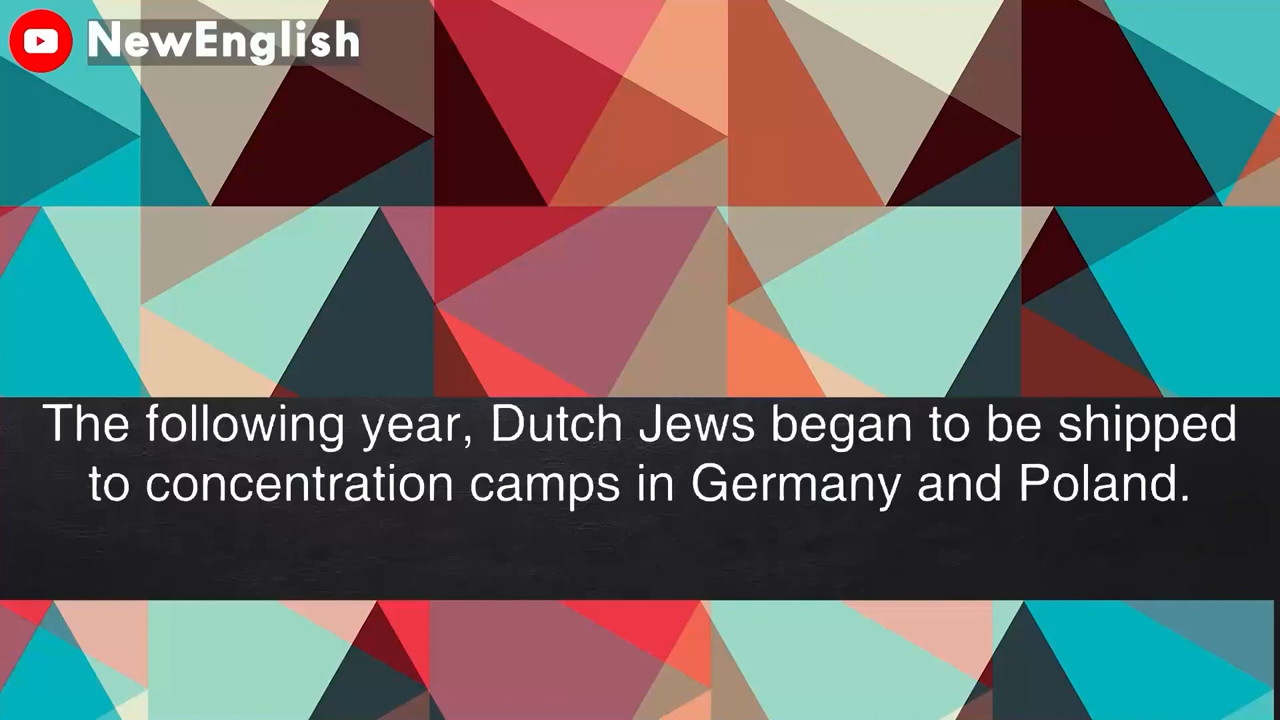 NewEnglish
The following year, Dutch Jews began to be shipped
to concentration camps in Germany and Poland.